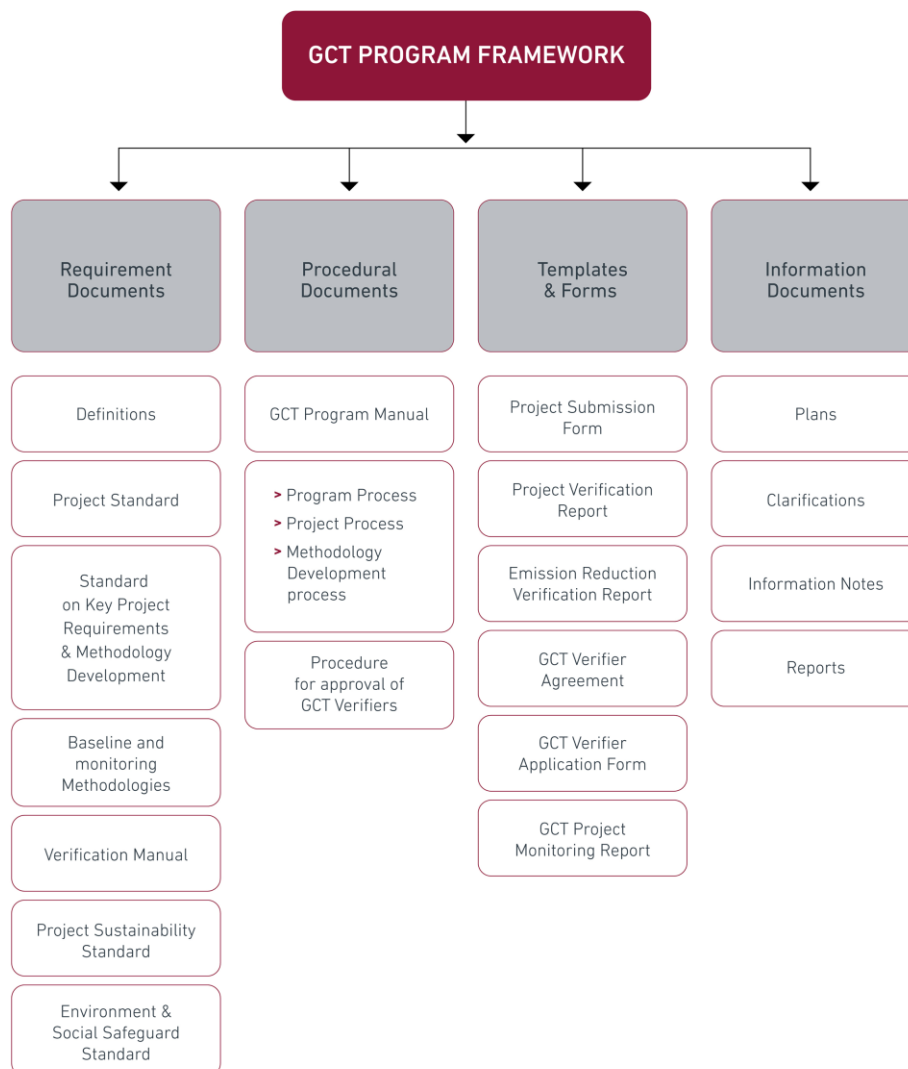 GCT PROGRAM FRAMEWORK
Requirement
Documents
Definitions
Project Standard
Standard
on Key Project
Requirements
& Methodology
Development
Baseline and
monitoring
Methodologies
Verification Manual
Project Sustainability
Standard
Environment &
Social Safeguard
Standard
Procedural
Documents
GCT Program Manual
> Program Process
> Project Process
> Methodology
Development
process
Procedure
for approval of
GCT Verifiers
Templates
& Forms
Project Submission
Form
Project Verification
Report
Emission Reduction
Verification Report
GCT Verifier
Agreement
GCT Verifier
Application Form
GCT Project
Monitoring Report
Information
Documents
Plans
Clarifications
Information Notes
Reports